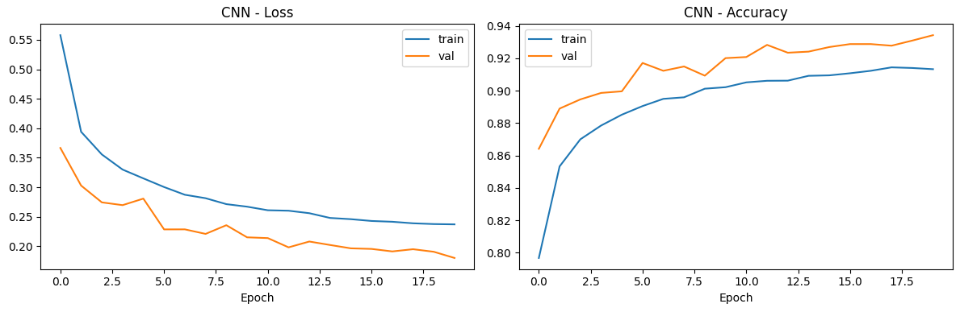 CNN - Loss
0.55
0.50
0.45
0.40
0.35
0.30
0.25
0.20
train
val
0.0 2.5 5.0 7.5 10.0 12.5 15.0 17.5
Epoch
CNN - Accuracy
0.94
0.92
0.90
0.88
0.86
0.84
0.82
0.80
train
val
0.0 2.5 5.0 7.5 10.0 12.5 15.0 17.5
Epoch